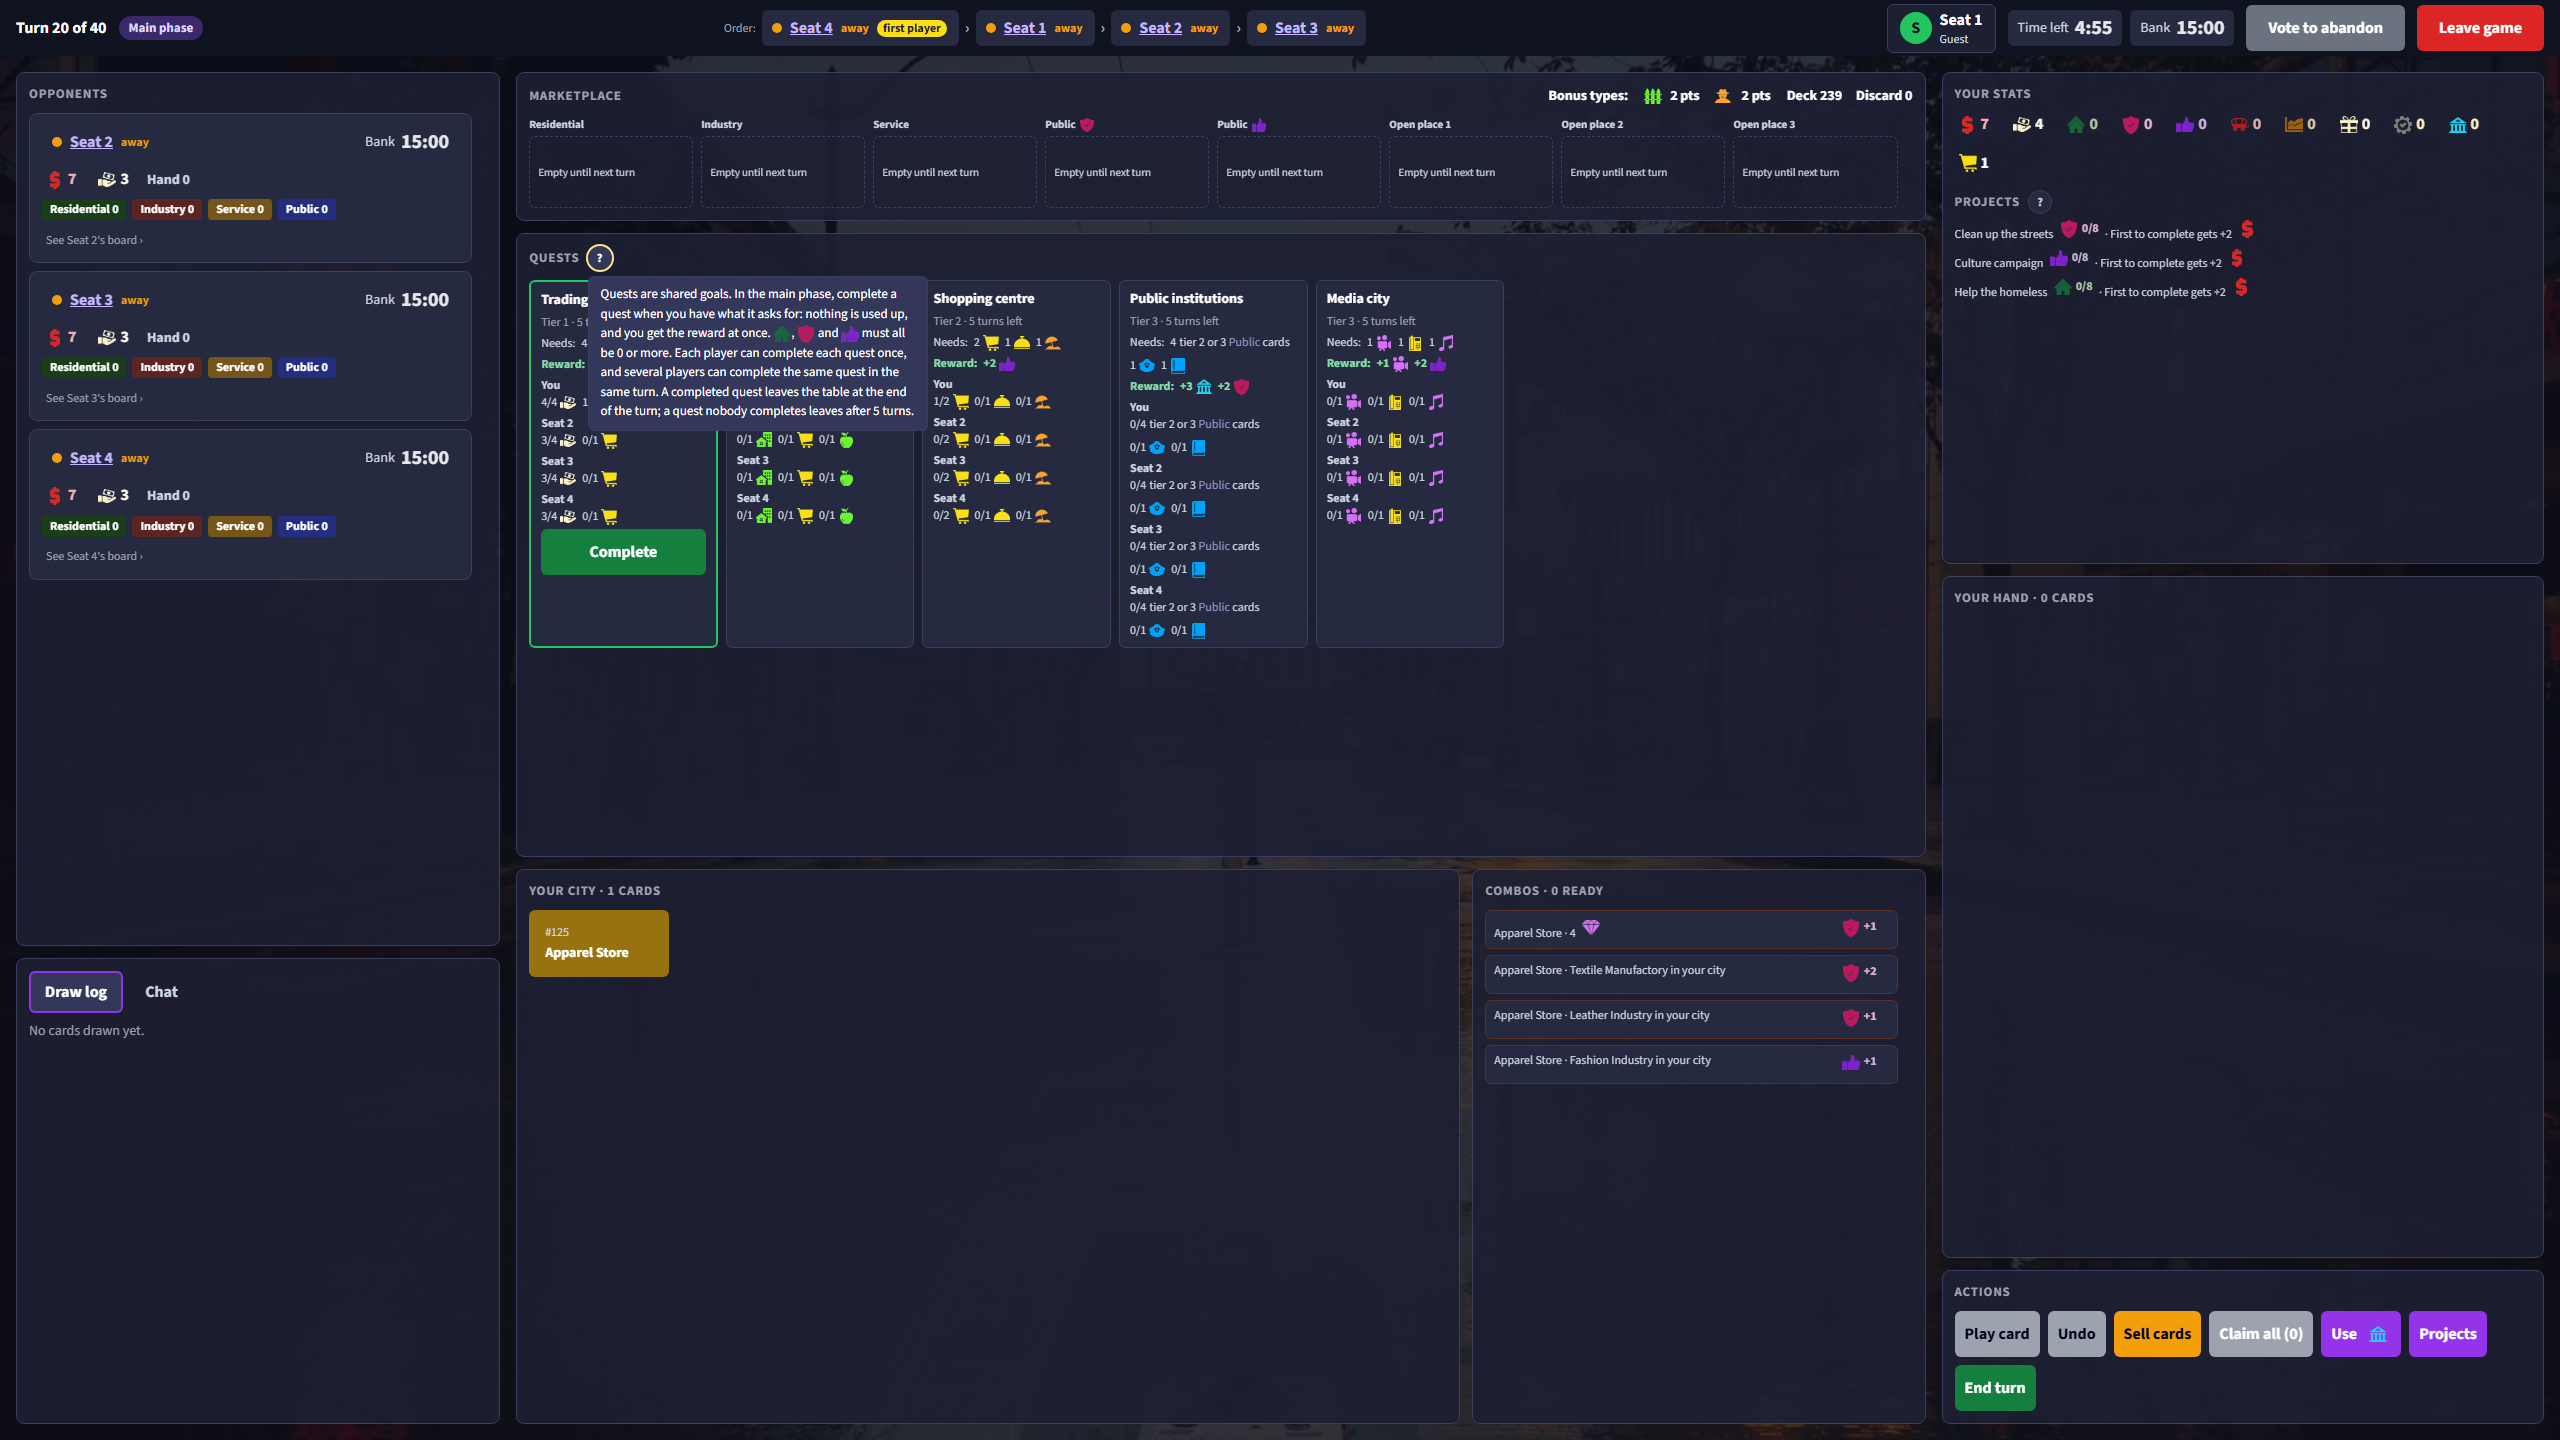 Turn 20 of 40
Main phase
Order:
Seat 4 away first player
› Seat 1 away
› Seat 2 away
› Seat 3 away
S
Seat 1
Guest
Time left 4:55
Bank 15:00
Vote to abandon
Leave game
OPPONENTS
Seat 2 away
Bank 15:00
7 3 Hand 0
Residential 0 Industry 0 Service 0 Public 0
See Seat 2's board ›
Seat 3 away
Bank 15:00
7 3 Hand 0
Residential 0 Industry 0 Service 0 Public 0
See Seat 3's board ›
Seat 4 away
Bank 15:00
7 3 Hand 0
Residential 0 Industry 0 Service 0 Public 0
See Seat 4's board ›
Draw log
Chat
No cards drawn yet.
MARKETPLACE
Bonus types: 2 pts 2 pts Deck 239 Discard 0
Residential
Empty until next turn
Industry
Empty until next turn
Service
Empty until next turn
Public
Empty until next turn
Public
Empty until next turn
Open place 1
Empty until next turn
Open place 2
Empty until next turn
Open place 3
Empty until next turn
QUESTS ?
Quests are shared goals. In the main phase, complete a
quest when you have what it asks for: nothing is used up,
and you get the reward at once. , and must all
be 0 or more. Each player can complete each quest once,
and several players can complete the same quest in the
same turn. A completed quest leaves the table at the end
of the turn; a quest nobody completes leaves after 5 turns.
Trading
Tier 1 · 5 t
Needs: 4
Reward:
You
4/4 1
Seat 2
3/4 0/1
Seat 3
3/4 0/1
Seat 4
3/4 0/1
Complete
0/1 0/1 0/1
Seat 3
0/1 0/1 0/1
Seat 4
0/1 0/1 0/1
Shopping centre
Tier 2 · 5 turns left
Needs: 2 1 1
Reward: +2
You
1/2 0/1 0/1
Seat 2
0/2 0/1 0/1
Seat 3
0/2 0/1 0/1
Seat 4
0/2 0/1 0/1
Public institutions
Tier 3 · 5 turns left
Needs: 4 tier 2 or 3 Public cards
1 1
Reward: +3 +2
You
0/4 tier 2 or 3 Public cards
0/1 0/1
Seat 2
0/4 tier 2 or 3 Public cards
0/1 0/1
Seat 3
0/4 tier 2 or 3 Public cards
0/1 0/1
Seat 4
0/4 tier 2 or 3 Public cards
0/1 0/1
Media city
Tier 3 · 5 turns left
Needs: 1 1 1
Reward: +1 +2
You
0/1 0/1 0/1
Seat 2
0/1 0/1 0/1
Seat 3
0/1 0/1 0/1
Seat 4
0/1 0/1 0/1
YOUR CITY · 1 CARDS
#125
Apparel Store
COMBOS · 0 READY
Apparel Store · 4 +1
Apparel Store · Textile Manufactory in your city +2
Apparel Store · Leather Industry in your city +1
Apparel Store · Fashion Industry in your city +1
YOUR STATS
7 4 0 0 0 0 0 0 0 0
1
PROJECTS ?
Clean up the streets 0/8 · First to complete gets +2
Culture campaign 0/8 · First to complete gets +2
Help the homeless 0/8 · First to complete gets +2
YOUR HAND · 0 CARDS
ACTIONS
Play card
Undo
Sell cards
Claim all (0)
Use
Projects
End turn